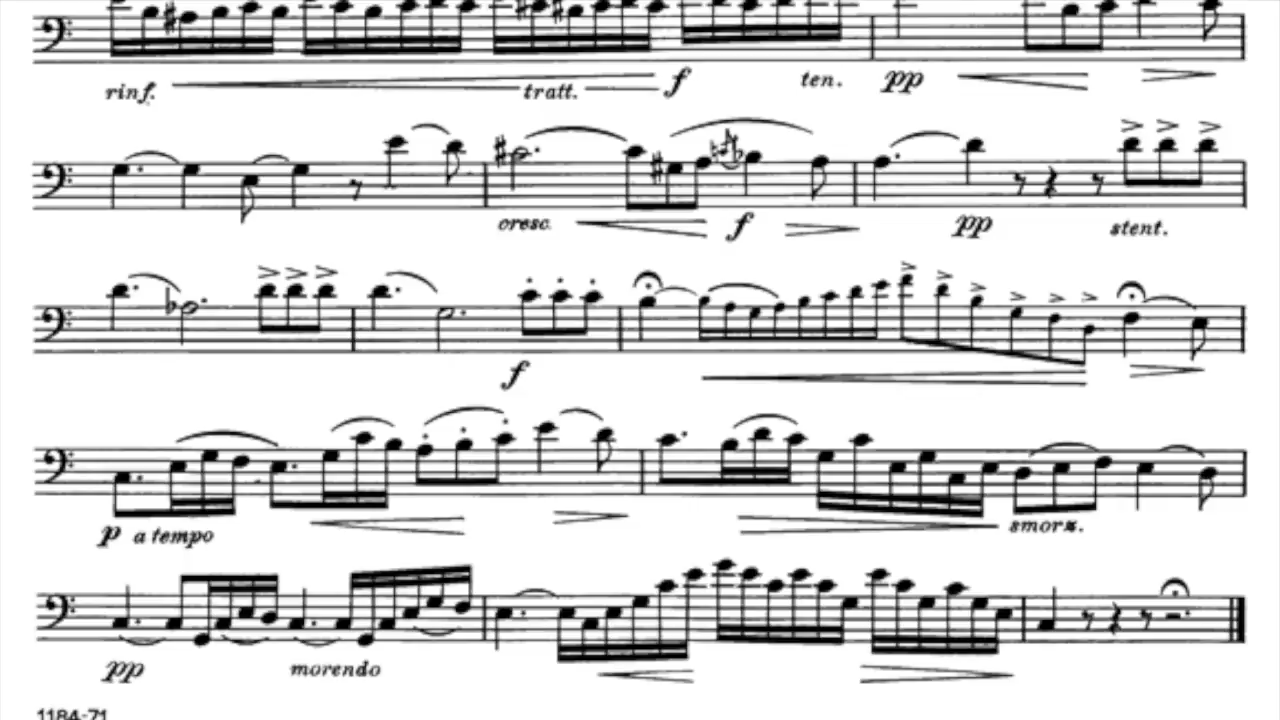 rinf. tratt. f ten. pp
cresc. f pp stent.
f
p a tempo smorz.
pp morendo
1184-71